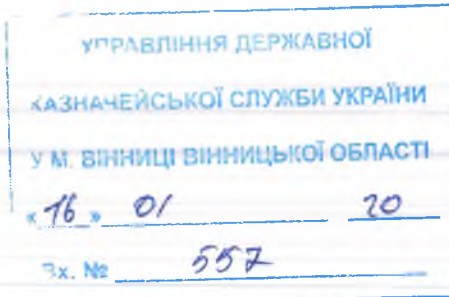 УПРАВЛІННЯ ДЕРЖАВНОЇ
КАЗНАЧЕЙСЬКОЇ СЛУЖБИ УКРАЇНИ
У М. ВІННИЦІ ВІННИЦЬКОЇ ОБЛАСТІ
«16» 01 20
Вх. № 557